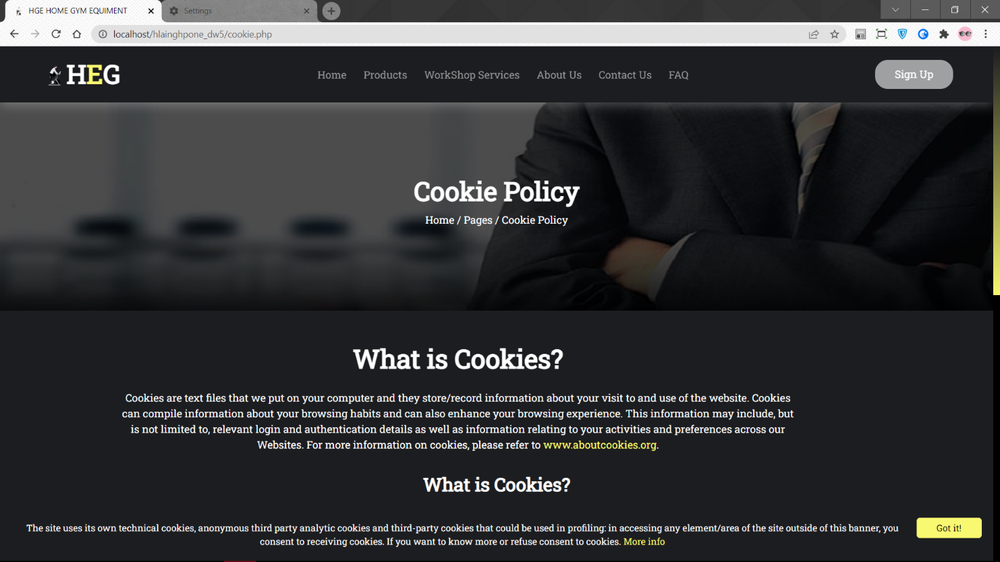 HGE HOME GYM EQUIMENT
Settings
localhost/hlainghpone_dw5/cookie.php
HEG
Home Products WorkShop Services About Us Contact Us FAQ
Sign Up
Cookie Policy
Home / Pages / Cookie Policy
What is Cookies?
Cookies are text files that we put on your computer and they store/record information about your visit to and use of the website. Cookies
can compile information about your browsing habits and can also enhance your browsing experience. This information may include, but
is not limited to, relevant login and authentication details as well as information relating to your activities and preferences across our
Websites. For more information on cookies, please refer to www.aboutcookies.org.
What is Cookies?
The site uses its own technical cookies, anonymous third party analytic cookies and third-party cookies that could be used in profiling: in accessing any element/area of the site outside of this banner, you
consent to receiving cookies. If you want to know more or refuse consent to cookies. More info
Got it!